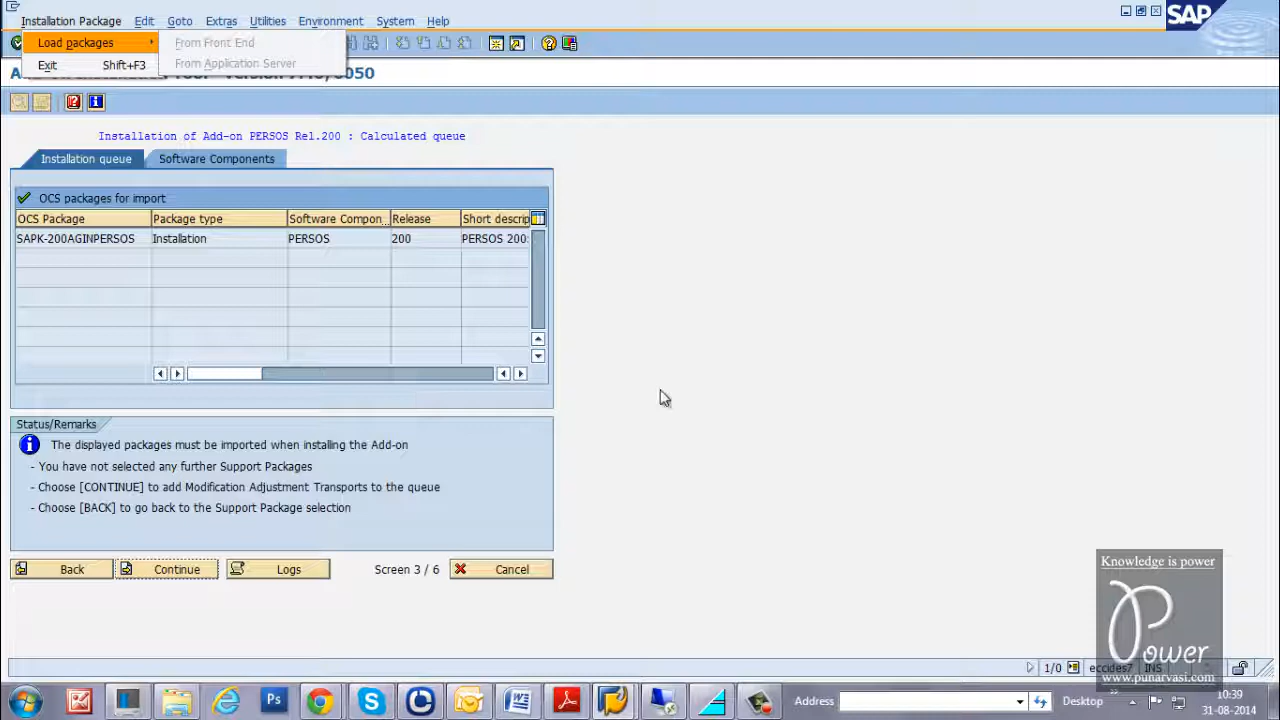 Installation Package Edit Goto Extras Utilities Environment System Help
SAP
Load packages From Front End
Exit Shift+F3 From Application Server
Installation of Add-on PERSOS Rel.200 : Calculated queue
Installation queue Software Components
OCS packages for import
OCS Package Package type Software Compon... Release Short descrip
SAPK-200AGINPERSOS Installation PERSOS 200 PERSOS 200:
Status/Remarks
The displayed packages must be imported when installing the Add-on
- You have not selected any further Support Packages
- Choose [CONTINUE] to add Modification Adjustment Transports to the queue
- Choose [BACK] to go back to the Support Package selection
Back Continue Logs Screen 3 / 6 Cancel
Knowledge is power
Power
www.punarvasi.com
1/0 eccides7 INS
Ps Address Desktop
10:39
31-08-2014